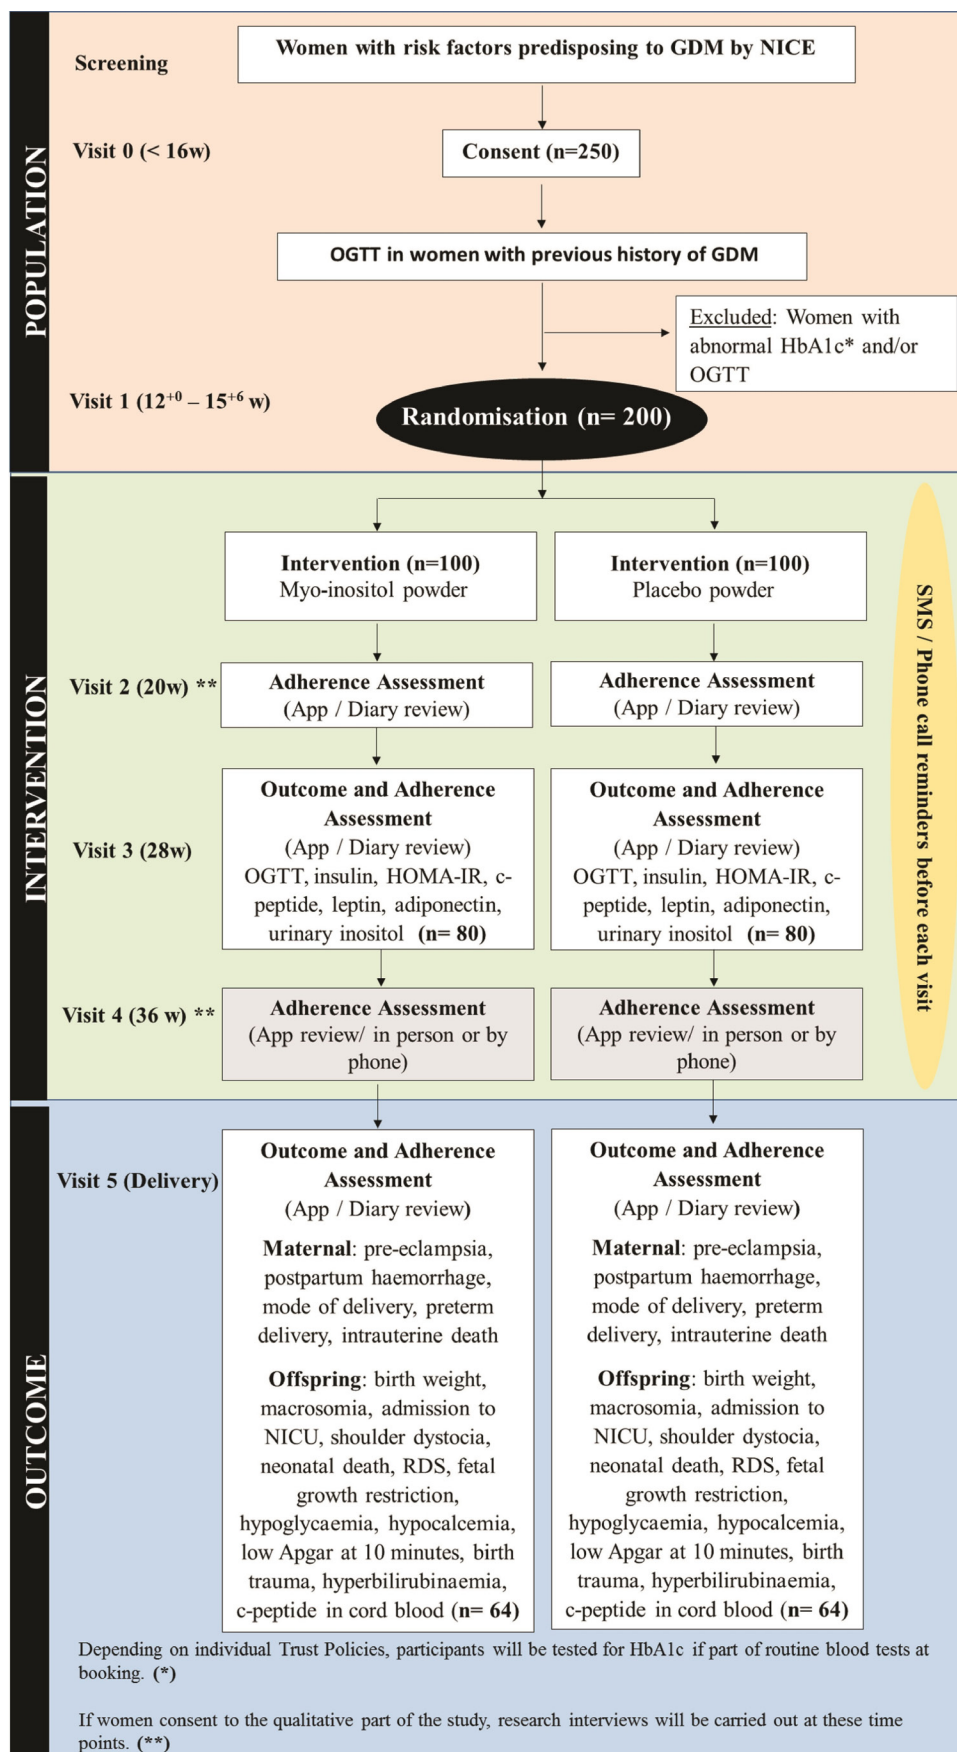 POPULATION
Screening
Women with risk factors predisposing to GDM by NICE
Visit 0 (< 16w)
Consent (n=250)
OGTT in women with previous history of GDM
Excluded: Women with
abnormal HbA1c* and/or
OGTT
Visit 1 (12+0 – 15+6 w)
Randomisation (n= 200)
INTERVENTION
SMS / Phone call reminders before each visit
Intervention (n=100)
Myo-inositol powder
Intervention (n=100)
Placebo powder
Visit 2 (20w) **
Adherence Assessment
(App / Diary review)
Adherence Assessment
(App / Diary review)
Visit 3 (28w)
Outcome and Adherence
Assessment
(App / Diary review)
OGTT, insulin, HOMA-IR, c-
peptide, leptin, adiponectin,
urinary inositol (n= 80)
Outcome and Adherence
Assessment
(App / Diary review)
OGTT, insulin, HOMA-IR, c-
peptide, leptin, adiponectin,
urinary inositol (n= 80)
Visit 4 (36 w) **
Adherence Assessment
(App review/ in person or by
phone)
Adherence Assessment
(App review/ in person or by
phone)
OUTCOME
Visit 5 (Delivery)
Outcome and Adherence
Assessment
(App / Diary review)
Maternal: pre-eclampsia,
postpartum haemorrhage,
mode of delivery, preterm
delivery, intrauterine death
Offspring: birth weight,
macrosomia, admission to
NICU, shoulder dystocia,
neonatal death, RDS, fetal
growth restriction,
hypoglycaemia, hypocalcemia,
low Apgar at 10 minutes, birth
trauma, hyperbilirubinaemia,
c-peptide in cord blood (n= 64)
Outcome and Adherence
Assessment
(App / Diary review)
Maternal: pre-eclampsia,
postpartum haemorrhage,
mode of delivery, preterm
delivery, intrauterine death
Offspring: birth weight,
macrosomia, admission to
NICU, shoulder dystocia,
neonatal death, RDS, fetal
growth restriction,
hypoglycaemia, hypocalcemia,
low Apgar at 10 minutes, birth
trauma, hyperbilirubinaemia,
c-peptide in cord blood (n= 64)
Depending on individual Trust Policies, participants will be tested for HbA1c if part of routine blood tests at
booking. (*)
If women consent to the qualitative part of the study, research interviews will be carried out at these time
points. (**)